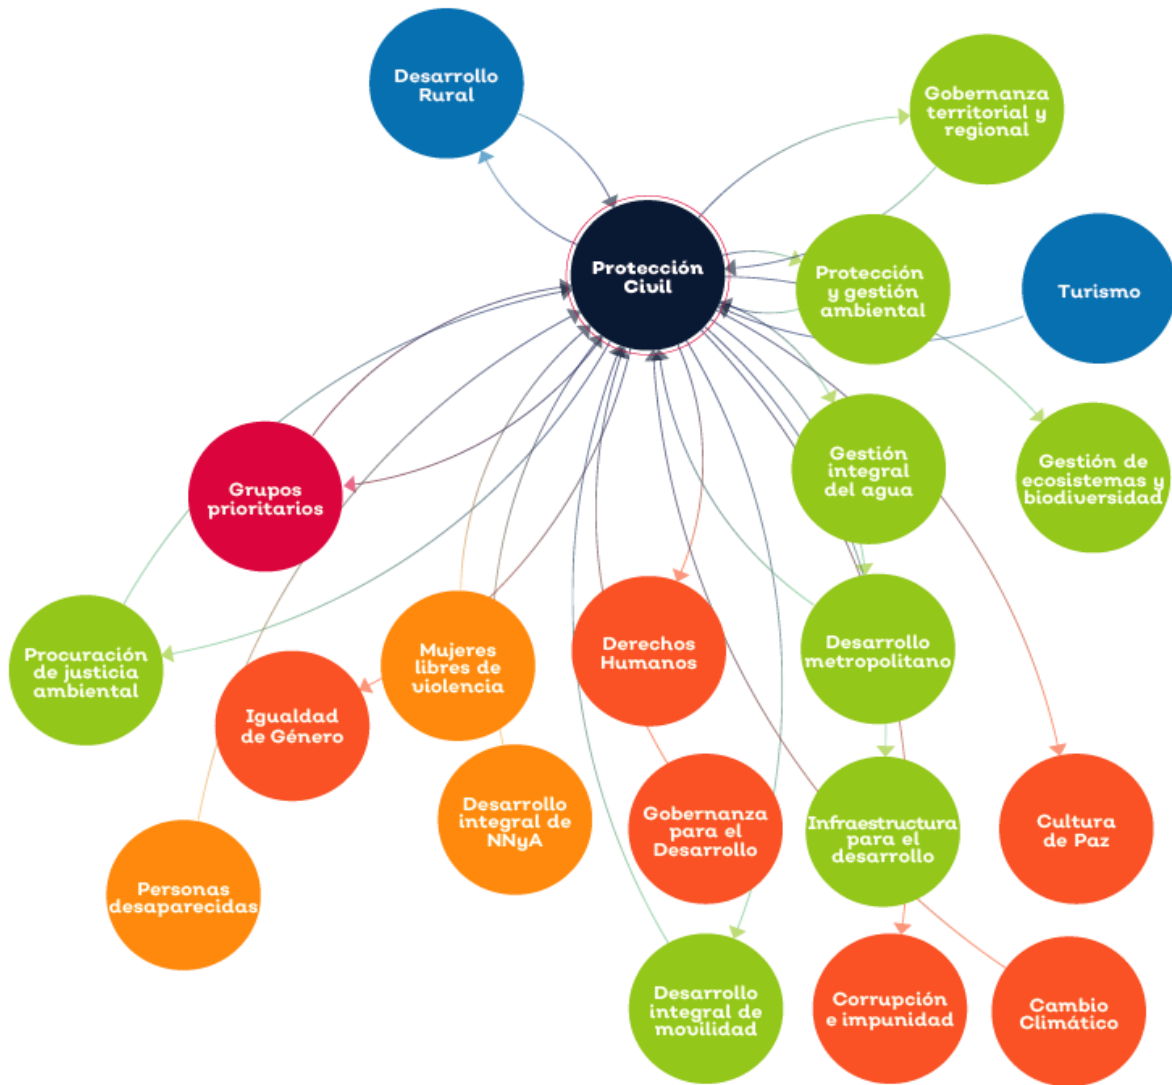 Desarrollo
Rural
Gobernanza
territorial y
regional
Protección
Civil
Protección
y gestión
ambiental
Turismo
Grupos
prioritarios
Gestión
integral
del agua
Gestión de
ecosistemas y
biodiversidad
Procuración
de justicia
ambiental
Igualdad
de Género
Mujeres
libres de
violencia
Derechos
Humanos
Desarrollo
metropolitano
Desarrollo
integral de
NNyA
Gobernanza
para el
Desarrollo
Infraestructura
para el
desarrollo
Cultura
de Paz
Personas
desaparecidas
Desarrollo
integral de
movilidad
Corrupción
e impunidad
Cambio
Climático